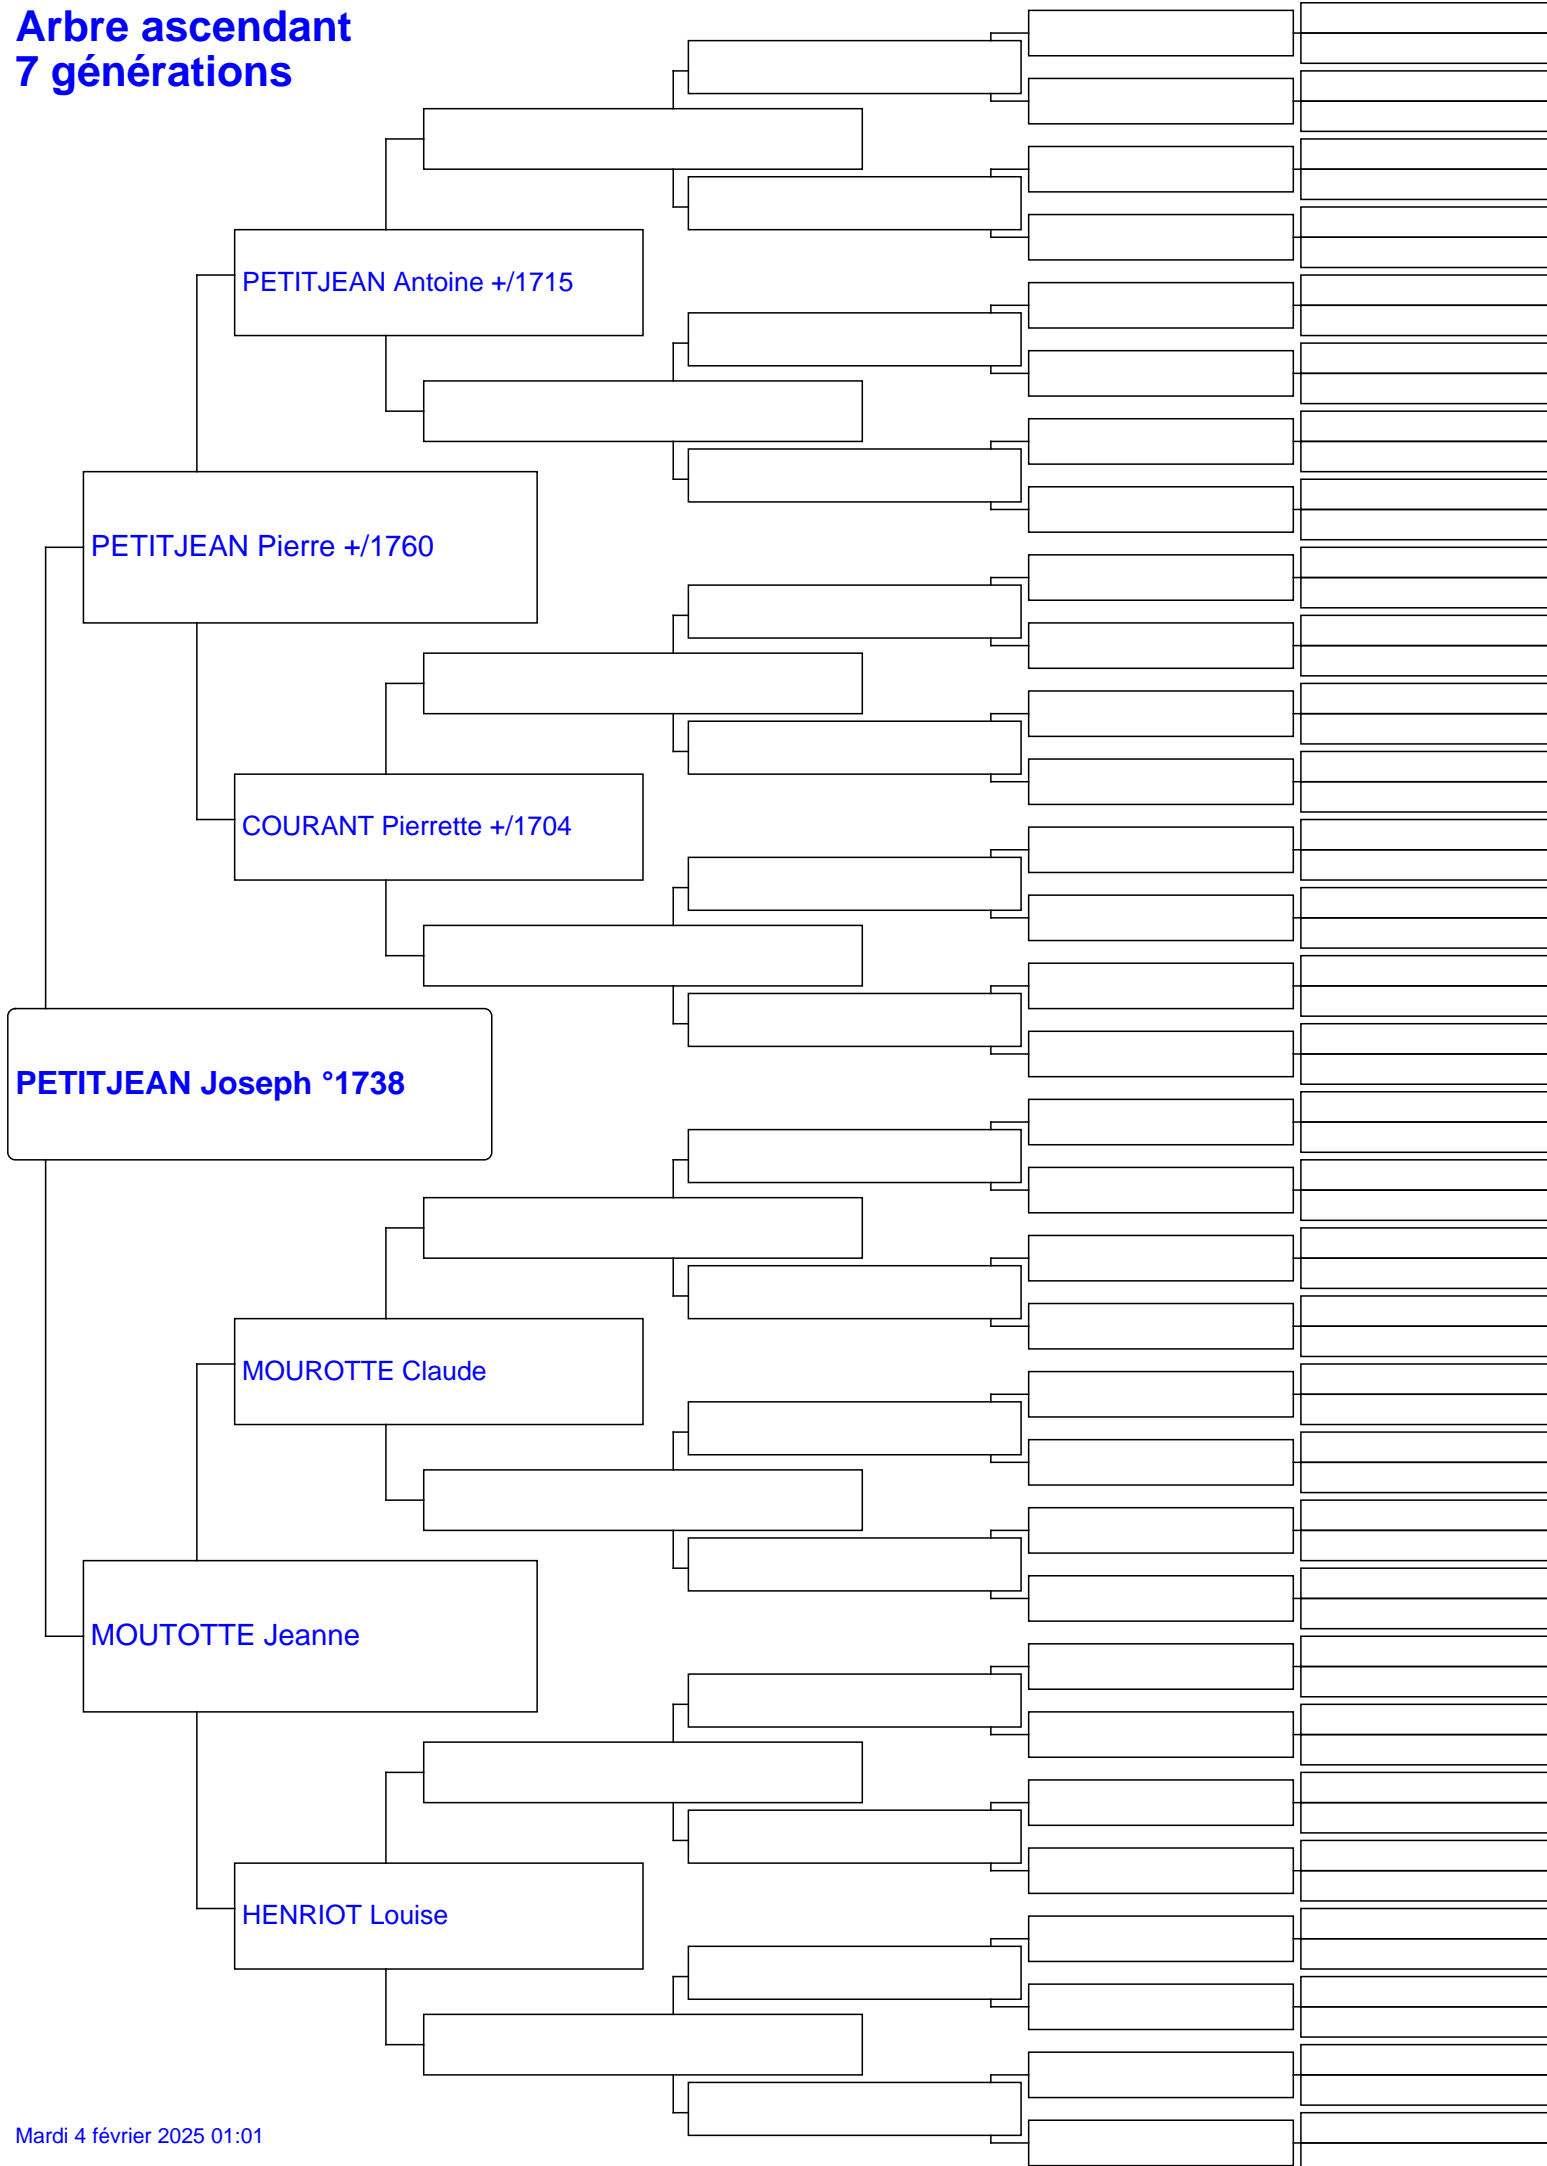 Arbre ascendant
7 générations
PETITJEAN Antoine +/1715
PETITJEAN Pierre +/1760
COURANT Pierrette +/1704
PETITJEAN Joseph °1738
MOUROTTE Claude
MOUTOTTE Jeanne
HENRIOT Louise
Mardi 4 février 2025 01:01